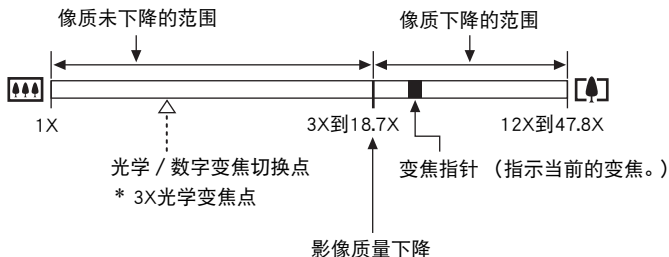 像质未下降的范围
像质下降的范围
1X
3X到18.7X
12X到47.8X
光学 / 数字变焦切换点
* 3X光学变焦点
变焦指针 （指示当前的变焦。）
影像质量下降